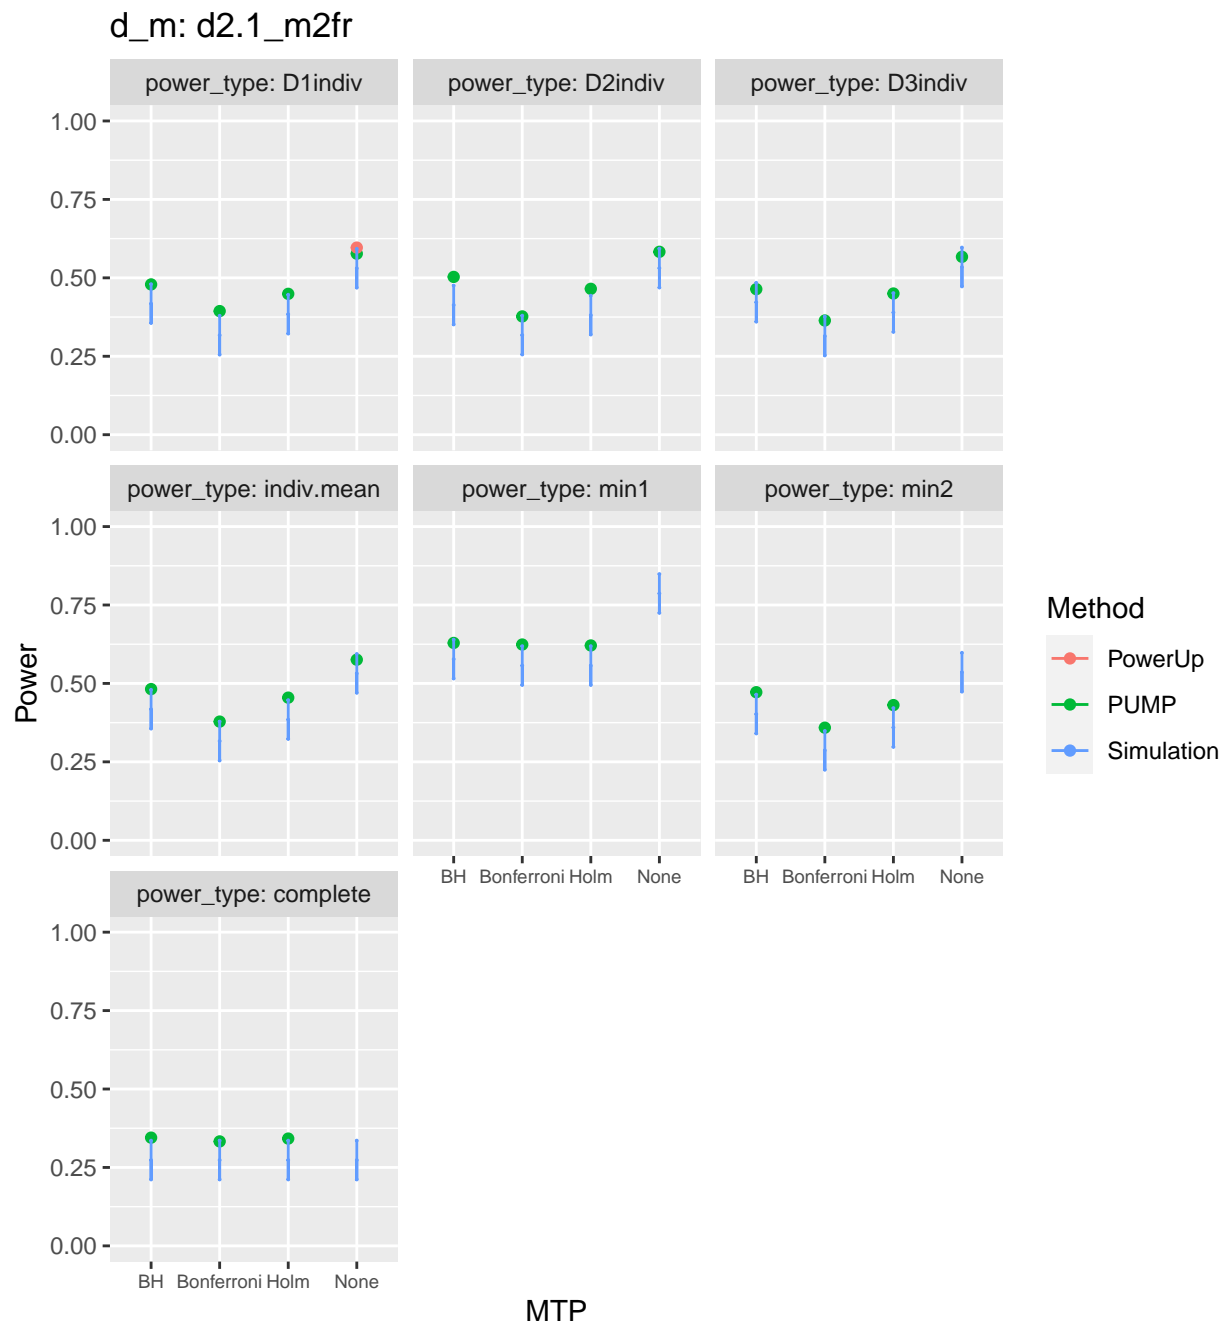 d_m: d2.1_m2fr
power_type: D1indiv
power_type: D2indiv
power_type: D3indiv
1.00
0.75
0.50
0.25
0.00
power_type: indiv.mean
power_type: min1
power_type: min2
1.00
0.75
0.50
0.25
0.00
BH Bonferroni Holm None
BH Bonferroni Holm None
power_type: complete
1.00
0.75
0.50
0.25
0.00
BH Bonferroni Holm None
Power
MTP
Method
PowerUp
PUMP
Simulation